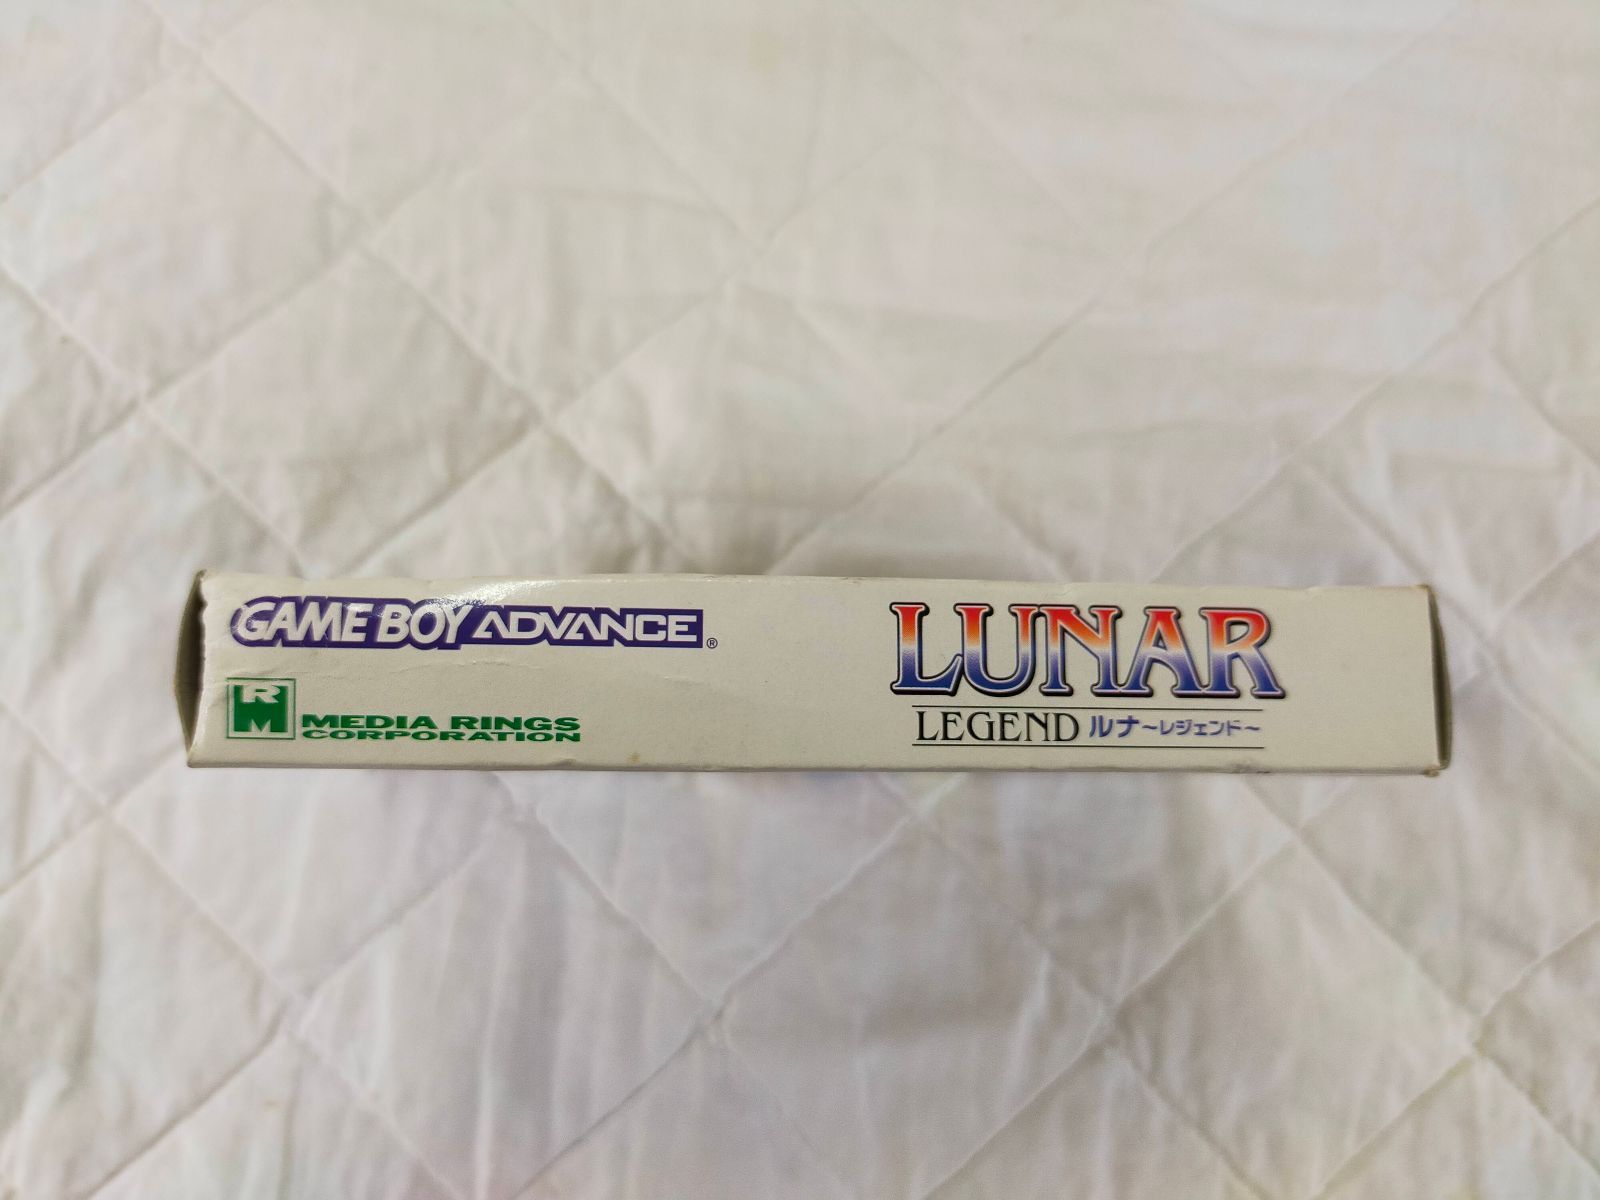 GAME BOY ADVANCE®
RM
MEDIA RINGS
CORPORATION
LUNAR
LEGEND ルナ～レジェンド～